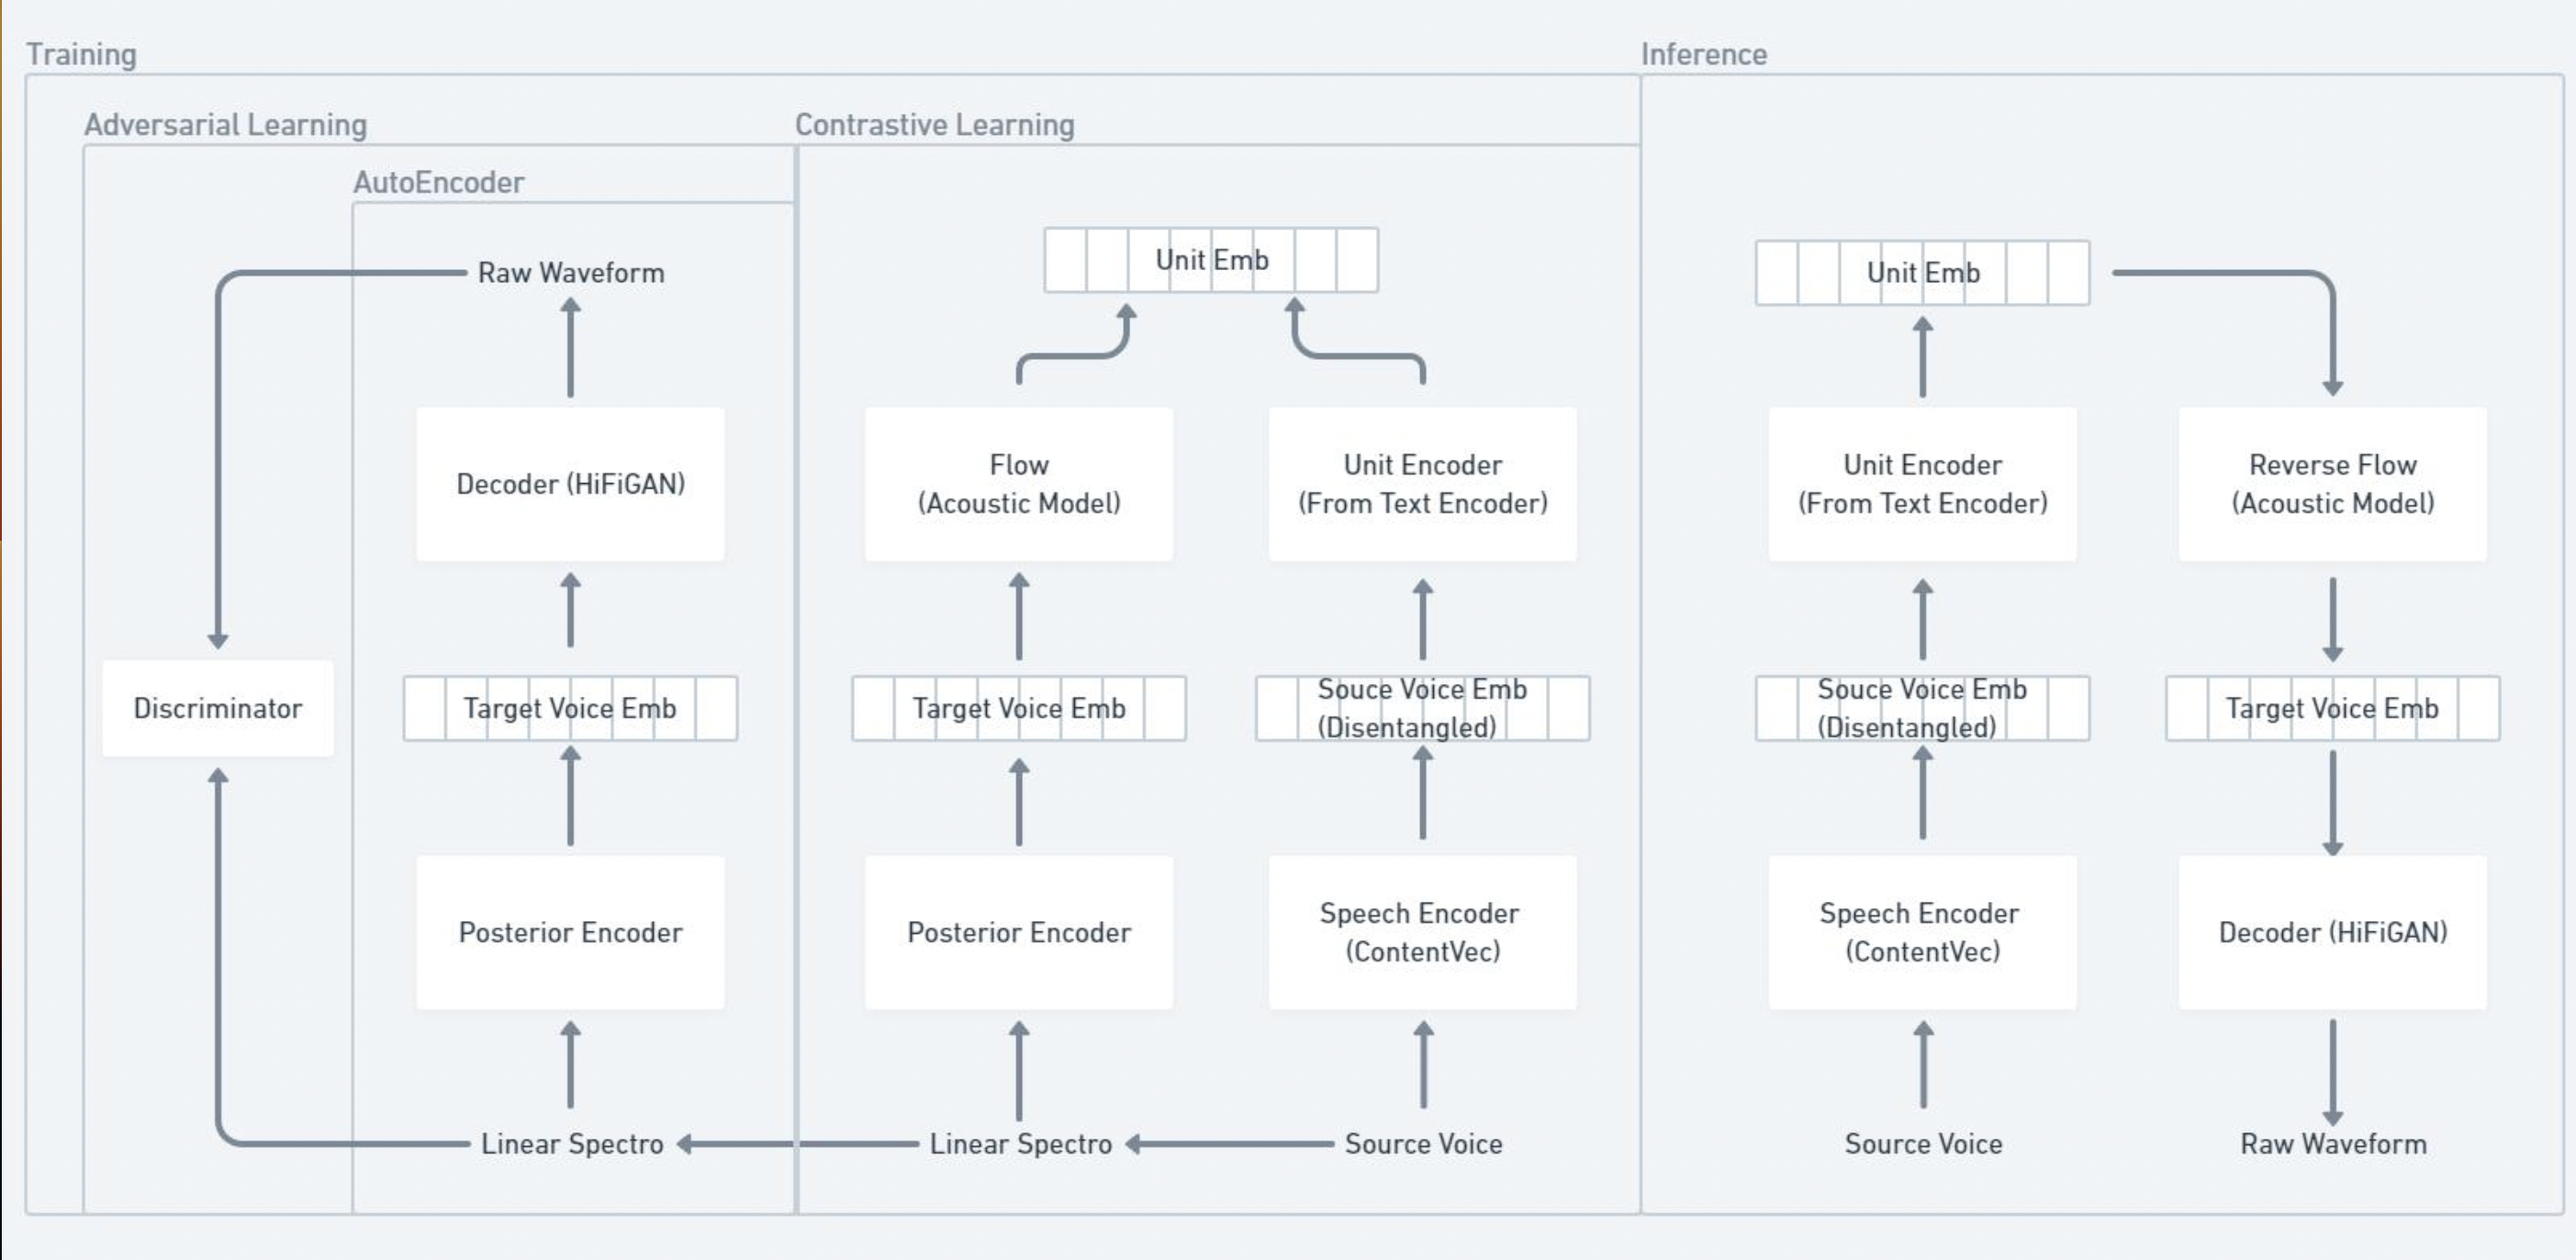 Training
Inference
Adversarial Learning
Contrastive Learning
AutoEncoder
Raw Waveform
Decoder (HiFiGAN)
Target Voice Emb
Posterior Encoder
Linear Spectro
Discriminator
Unit Emb
Flow
(Acoustic Model)
Target Voice Emb
Posterior Encoder
Linear Spectro
Unit Encoder
(From Text Encoder)
Souce Voice Emb
(Disentangled)
Speech Encoder
(ContentVec)
Source Voice
Unit Emb
Unit Encoder
(From Text Encoder)
Souce Voice Emb
(Disentangled)
Speech Encoder
(ContentVec)
Source Voice
Reverse Flow
(Acoustic Model)
Target Voice Emb
Decoder (HiFiGAN)
Raw Waveform